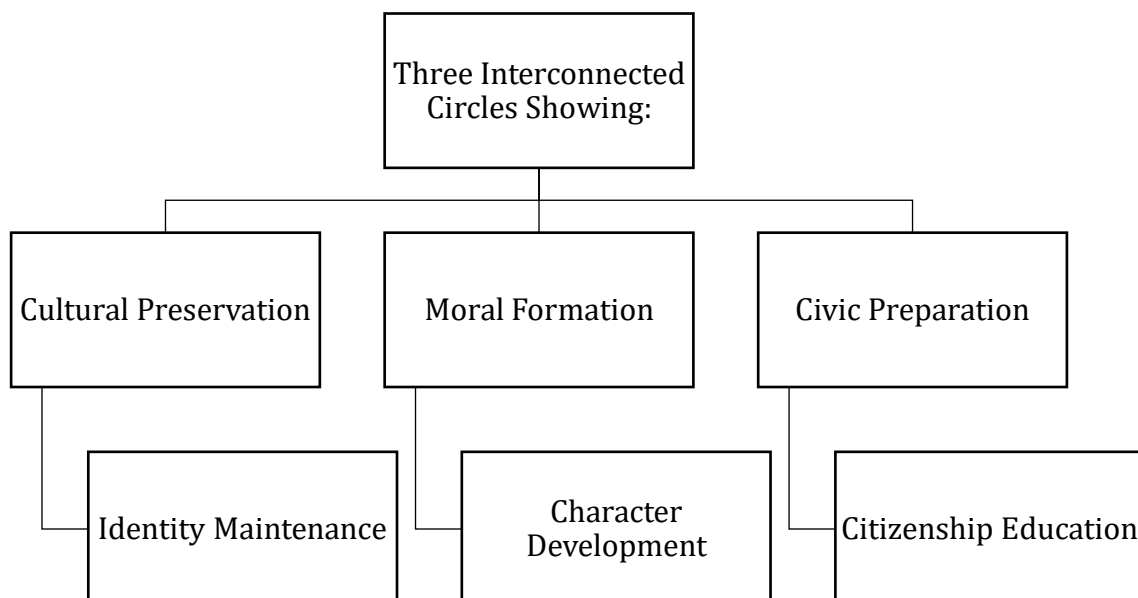 Three Interconnected
Circles Showing:
Cultural Preservation
Moral Formation
Civic Preparation
Identity Maintenance
Character
Development
Citizenship Education